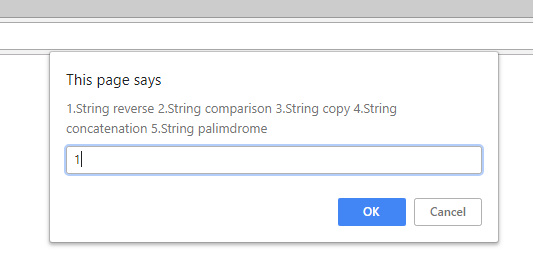 This page says
1.String reverse 2.String comparison 3.String copy 4.String
concatenation 5.String palimdrome
1
OK Cancel